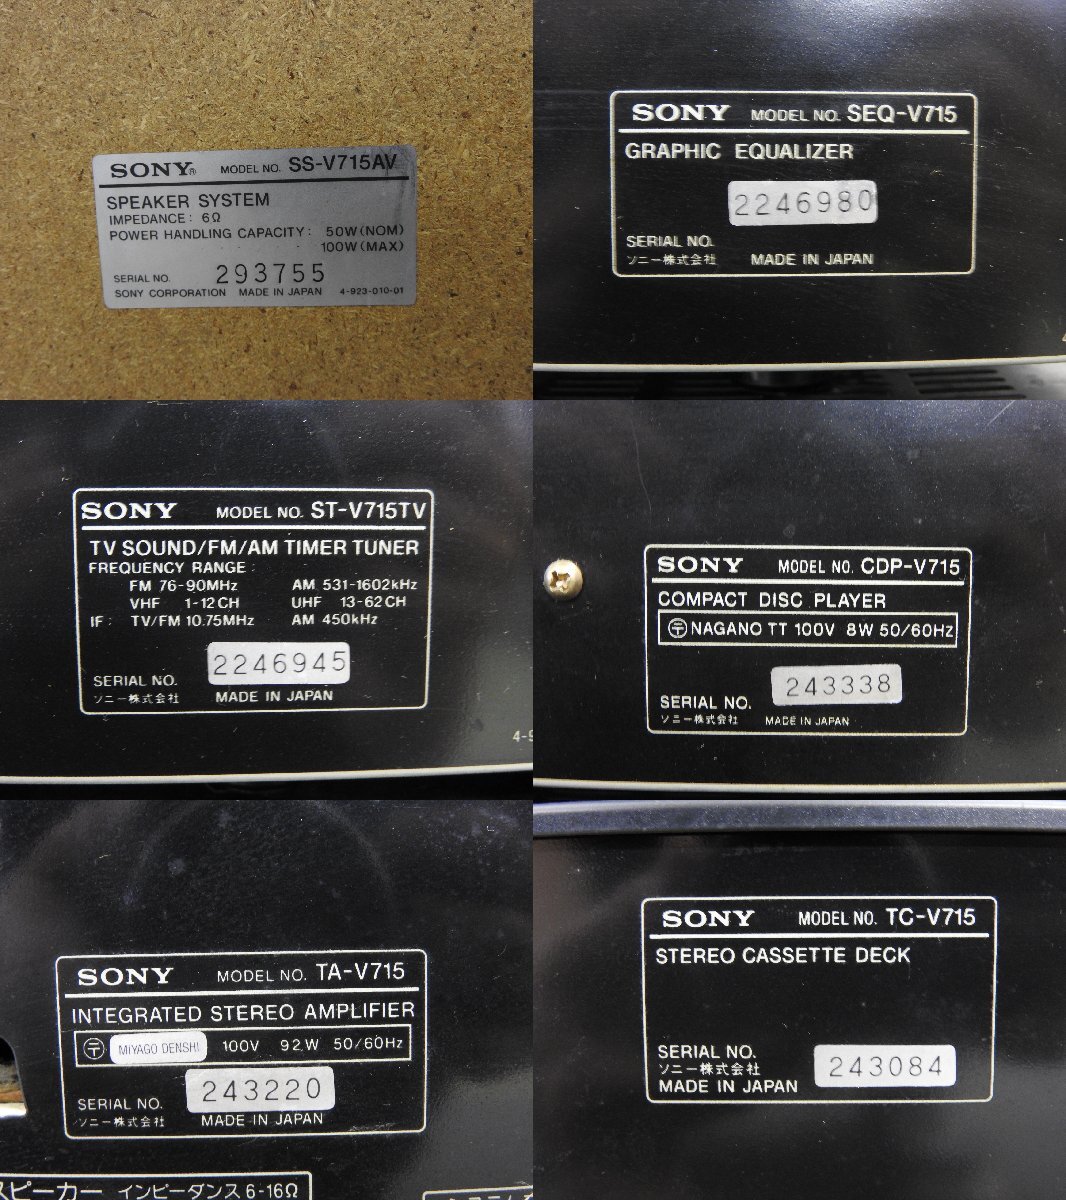 SONY® MODEL NO. SS-V715AV
SPEAKER SYSTEM
IMPEDANCE: 6Ω
POWER HANDLING CAPACITY: 50W(NOM)
100W(MAX)
SERIAL NO. 293755
SONY CORPORATION MADE IN JAPAN 4-923-010-01
SONY MODEL NO. SEQ-V715
GRAPHIC EQUALIZER
2246980
SERIAL NO.
ソニー株式会社 MADE IN JAPAN
SONY MODEL NO. ST-V715TV
TV SOUND/FM/AM TIMER TUNER
FREQUENCY RANGE:
FM 76-90MHz AM 531-1602kHz
VHF 1-12CH UHF 13-62CH
IF: TV/FM 10.75MHz AM 450kHz
SERIAL NO. 2246945
ソニー株式会社 MADE IN JAPAN
SONY MODEL NO. CDP-V715
COMPACT DISC PLAYER
〒 NAGANO TT 100V 8W 50/60Hz
SERIAL NO. 243338
ソニー株式会社 MADE IN JAPAN
SONY MODEL NO. TA-V715
INTEGRATED STEREO AMPLIFIER
〒 MIYAGO DENSHI 100V 92W 50/60Hz
SERIAL NO. 243220
ソニー株式会社 MADE IN JAPAN
スピーカー インピーダンス6-16Ω
SONY MODEL NO. TC-V715
STEREO CASSETTE DECK
SERIAL NO. 243084
ソニー株式会社
MADE IN JAPAN